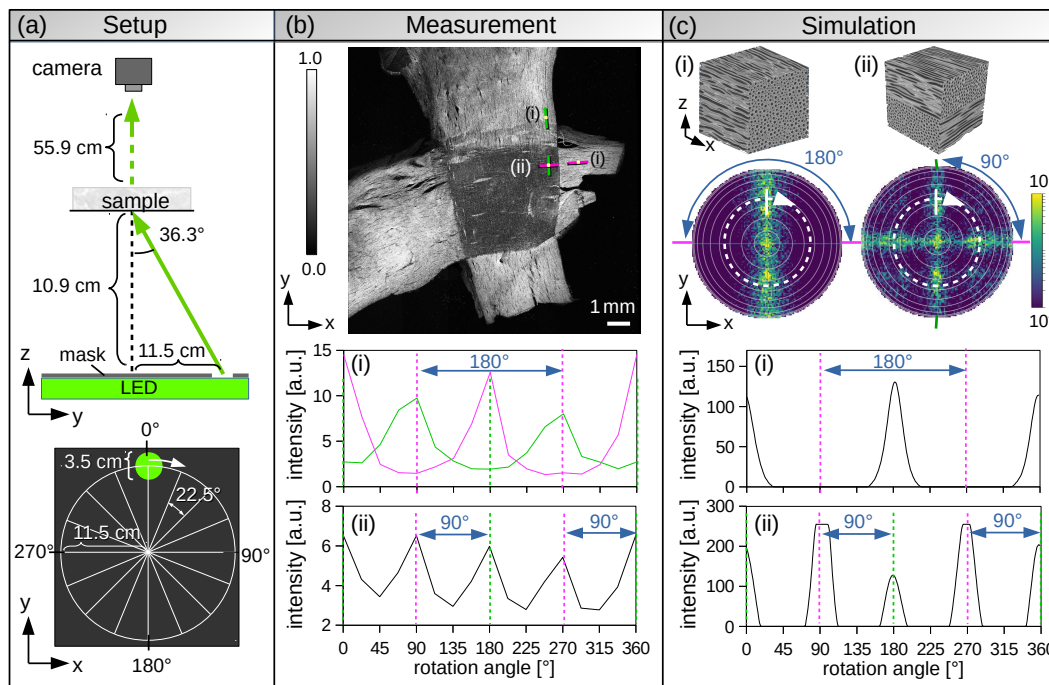 (a) Setup
camera
55.9 cm
sample
36.3°
10.9 cm
11.5 cm
mask
LED
z
y
0°
3.5 cm
22.5°
11.5 cm
270°
90°
180°
y
x
(b) Measurement
1.0
0.0
(i)
(ii)
(i)
y
x
1 mm
(i)
180°
15
10
5
0
intensity [a.u.]
(ii)
90°
90°
8
6
4
2
intensity [a.u.]
0 45 90 135 180 225 270 315 360
rotation angle [°]
(c) Simulation
(i)
(ii)
z
x
180°
90°
10
10
y
x
(i)
180°
150
100
50
0
intensity [a.u.]
(ii)
90°
90°
300
200
100
0
intensity [a.u.]
0 45 90 135 180 225 270 315 360
rotation angle [°]